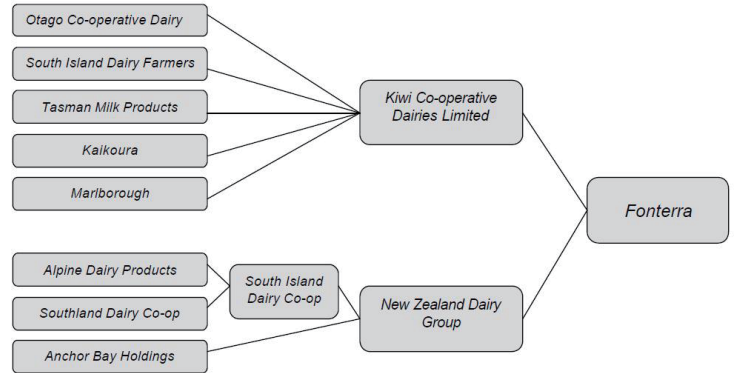 Otago Co-operative Dairy
South Island Dairy Farmers
Tasman Milk Products
Kaikoura
Marlborough
Kiwi Co-operative
Dairies Limited
Fonterra
Alpine Dairy Products
Southland Dairy Co-op
Anchor Bay Holdings
South Island
Dairy Co-op
New Zealand Dairy
Group